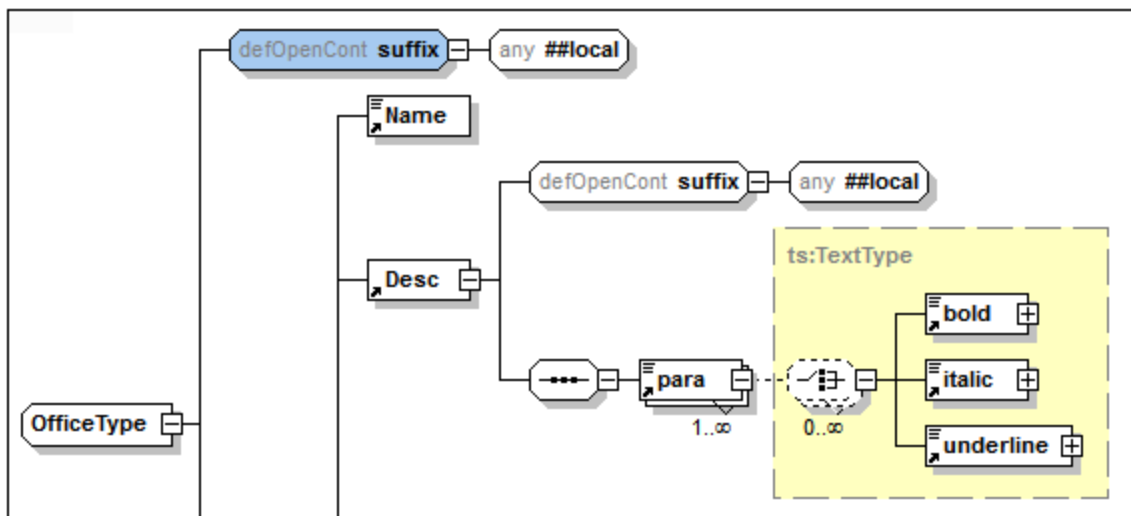 defOpenCont suffix any ##local
Name
defOpenCont suffix any ##local
ts:TextType
Desc
bold
para
italic
1..∞
0..∞
OfficeType
underline